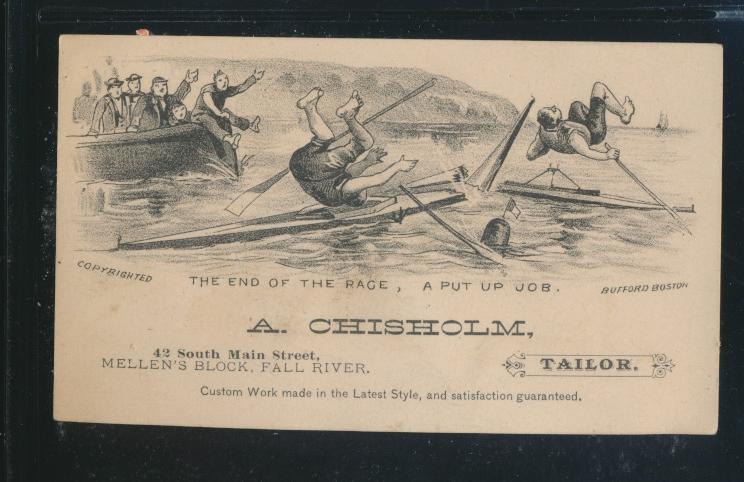 COPYRIGHTED
THE END OF THE RACE, A PUT UP JOB.
BUFFORD BOSTON
A. CHISHOLM,
42 South Main Street,
MELLEN'S BLOCK, FALL RIVER.
TAILOR.
Custom Work made in the Latest Style, and satisfaction guaranteed.